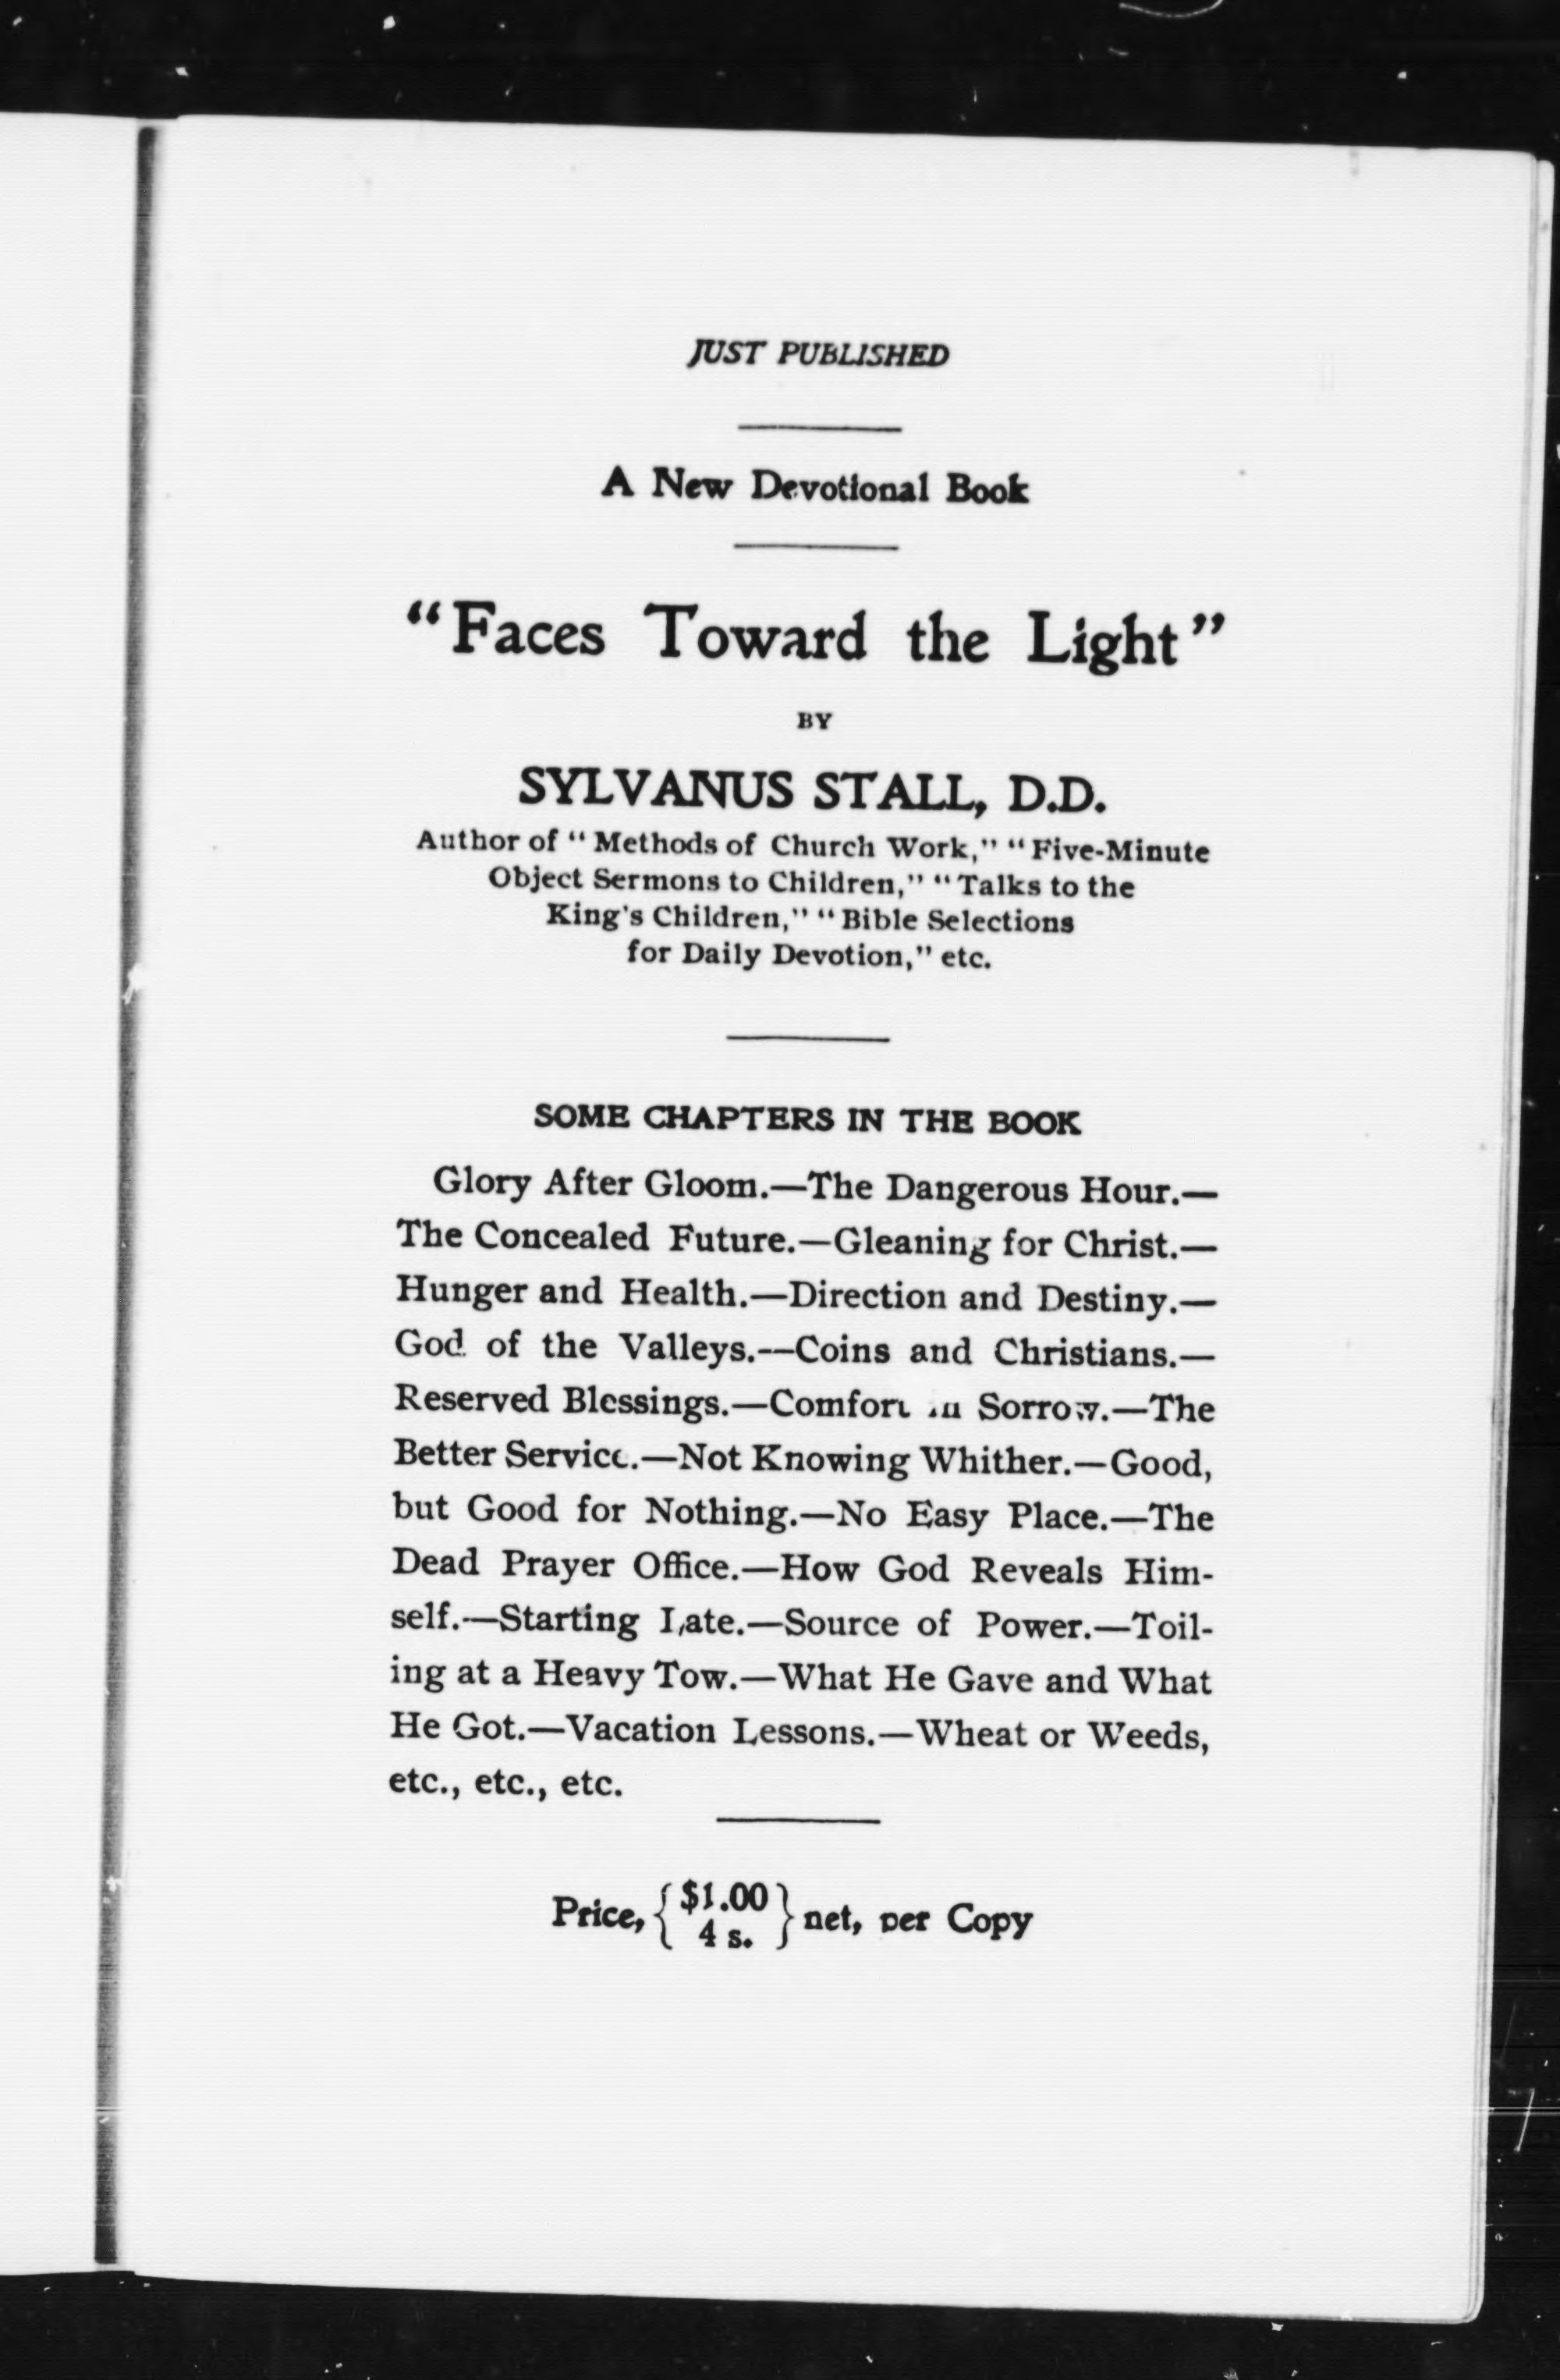 JUST PUBLISHED
A New Devotional Book
“Faces Toward the Light”
BY
SYLVANUS STALL, D.D.
Author of “Methods of Church Work,” “Five-Minute
Object Sermons to Children,” “Talks to the
King's Children,” “Bible Selections
for Daily Devotion,” etc.
SOME CHAPTERS IN THE BOOK
Glory After Gloom.—The Dangerous Hour.—
The Concealed Future.—Gleaning for Christ.—
Hunger and Health.—Direction and Destiny.—
God of the Valleys.—Coins and Christians.—
Reserved Blessings.—Comfort in Sorrow.—The
Better Service.—Not Knowing Whither.—Good,
but Good for Nothing.—No Easy Place.—The
Dead Prayer Office.—How God Reveals Him-
self.—Starting Late.—Source of Power.—Toil-
ing at a Heavy Tow.—What He Gave and What
He Got.—Vacation Lessons.—Wheat or Weeds,
etc., etc., etc.
Price, { $1.00
4 s. } net, per Copy